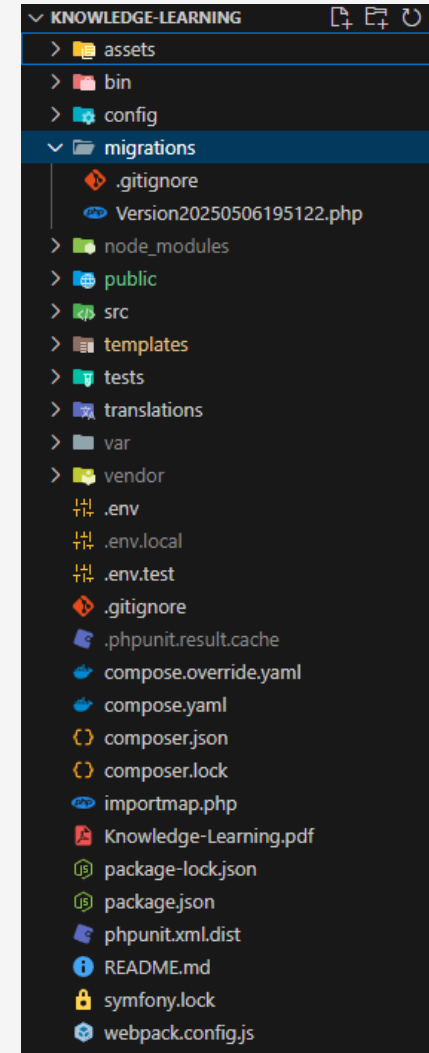 KNOWLEDGE-LEARNING
assets
bin
config
migrations
.gitignore
Version20250506195122.php
node_modules
public
src
templates
tests
translations
var
vendor
.env
.env.local
.env.test
.gitignore
.phpunit.result.cache
compose.override.yaml
compose.yaml
composer.json
composer.lock
importmap.php
Knowledge-Learning.pdf
package-lock.json
package.json
phpunit.xml.dist
README.md
symfony.lock
webpack.config.js